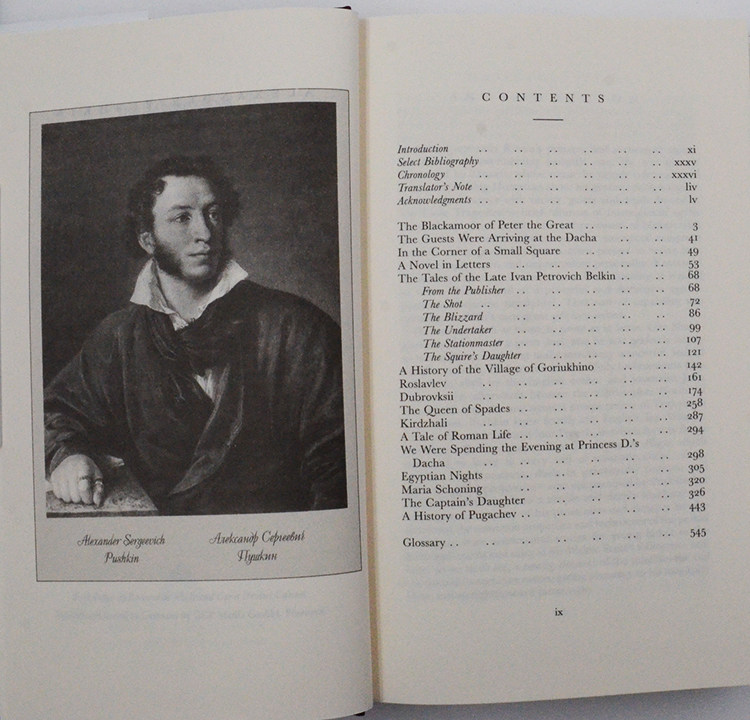 Alexander Sergeevich
Pushkin
Александр Сергеевич
Пушкин
CONTENTS
Introduction .. .. .. .. .. .. xi
Select Bibliography .. .. .. .. .. xxxv
Chronology .. .. .. .. .. .. xxxvi
Translator's Note .. .. .. .. .. .. liv
Acknowledgments .. .. .. .. .. .. lv
The Blackamoor of Peter the Great .. .. .. 3
The Guests Were Arriving at the Dacha .. .. 41
In the Corner of a Small Square .. .. .. 49
A Novel in Letters .. .. .. .. .. 53
The Tales of the Late Ivan Petrovich Belkin .. .. 68
From the Publisher .. .. .. .. .. 68
The Shot .. .. .. .. .. .. 72
The Blizzard .. .. .. .. .. 86
The Undertaker .. .. .. .. .. 99
The Stationmaster .. .. .. .. .. 107
The Squire's Daughter .. .. .. .. .. 121
A History of the Village of Goriukhino .. .. 142
Roslavlev .. .. .. .. .. .. 161
Dubrovksii .. .. .. .. .. .. 174
The Queen of Spades .. .. .. .. .. 258
Kirdzhali .. .. .. .. .. .. 287
A Tale of Roman Life .. .. .. .. .. 294
We Were Spending the Evening at Princess D.'s
Dacha .. .. .. .. .. .. 298
Egyptian Nights .. .. .. .. .. 305
Maria Schoning .. .. .. .. .. 320
The Captain's Daughter .. .. .. .. 326
A History of Pugachev .. .. .. .. .. 443
Glossary .. .. .. .. .. .. .. 545
ix